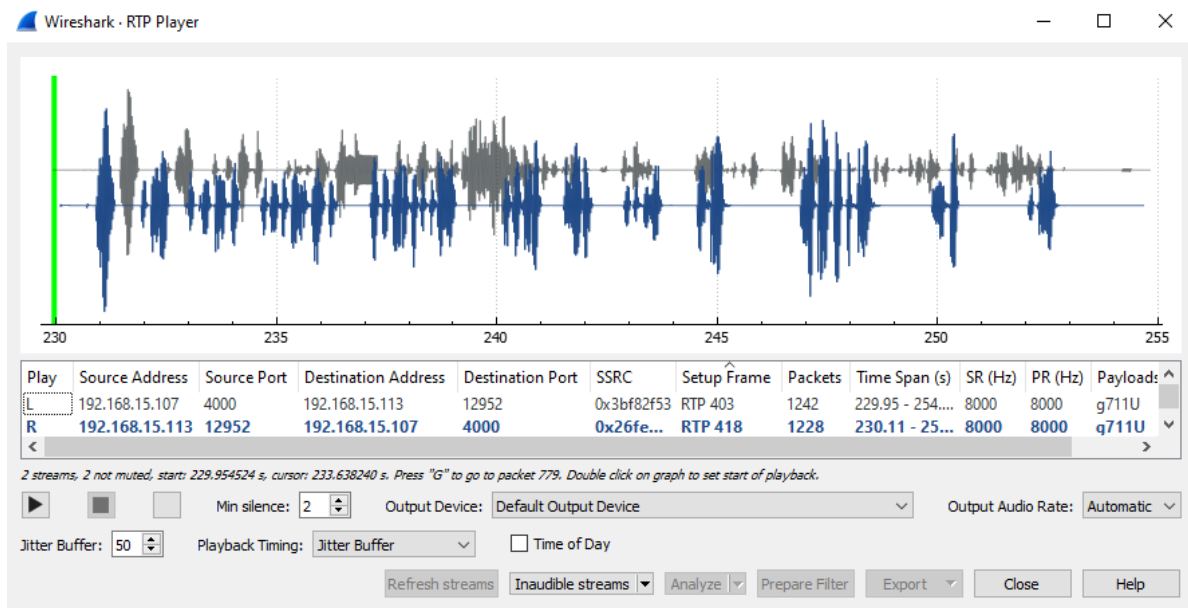 Wireshark · RTP Player
230 235 240 245 250 255
Play Source Address Source Port Destination Address Destination Port SSRC Setup Frame Packets Time Span (s) SR (Hz) PR (Hz) Payloads
L 192.168.15.107 4000 192.168.15.113 12952 0x3bf82f53 RTP 403 1242 229.95 - 254.... 8000 8000 g711U
R 192.168.15.113 12952 192.168.15.107 4000 0x26fe... RTP 418 1228 230.11 - 25... 8000 8000 g711U
2 streams, 2 not muted, start: 229.954524 s, cursor: 233.638240 s. Press "G" to go to packet 779. Double click on graph to set start of playback.
Min silence: 2 Output Device: Default Output Device Output Audio Rate: Automatic
Jitter Buffer: 50 Playback Timing: Jitter Buffer Time of Day
Refresh streams Inaudible streams Analyze Prepare Filter Export Close Help